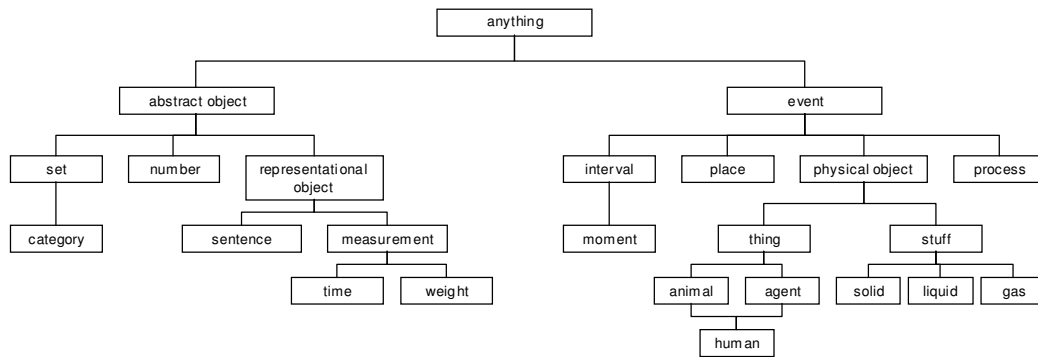 anything
abstract object
event
set
number
representational
object
interval
place
physical object
process
category
sentence
measurement
moment
thing
stuff
time
weight
animal
agent
solid
liquid
gas
human